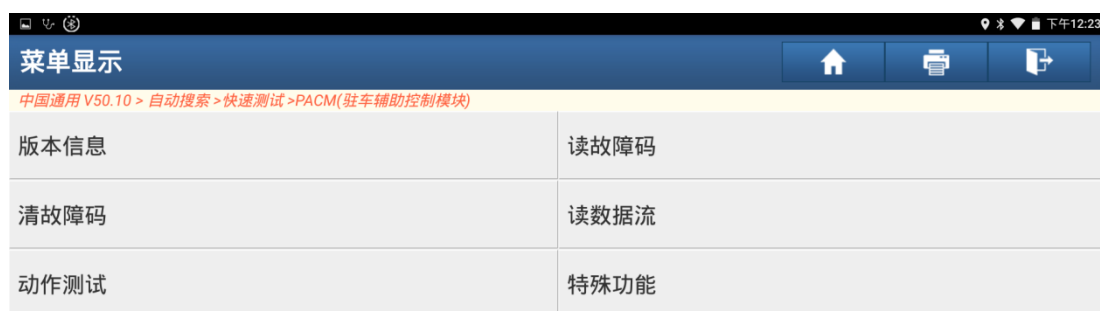 下午12:23
菜单显示
中国通用 V50.10 > 自动搜索 >快速测试 >PACM(驻车辅助控制模块)
版本信息
读故障码
清故障码
读数据流
动作测试
特殊功能